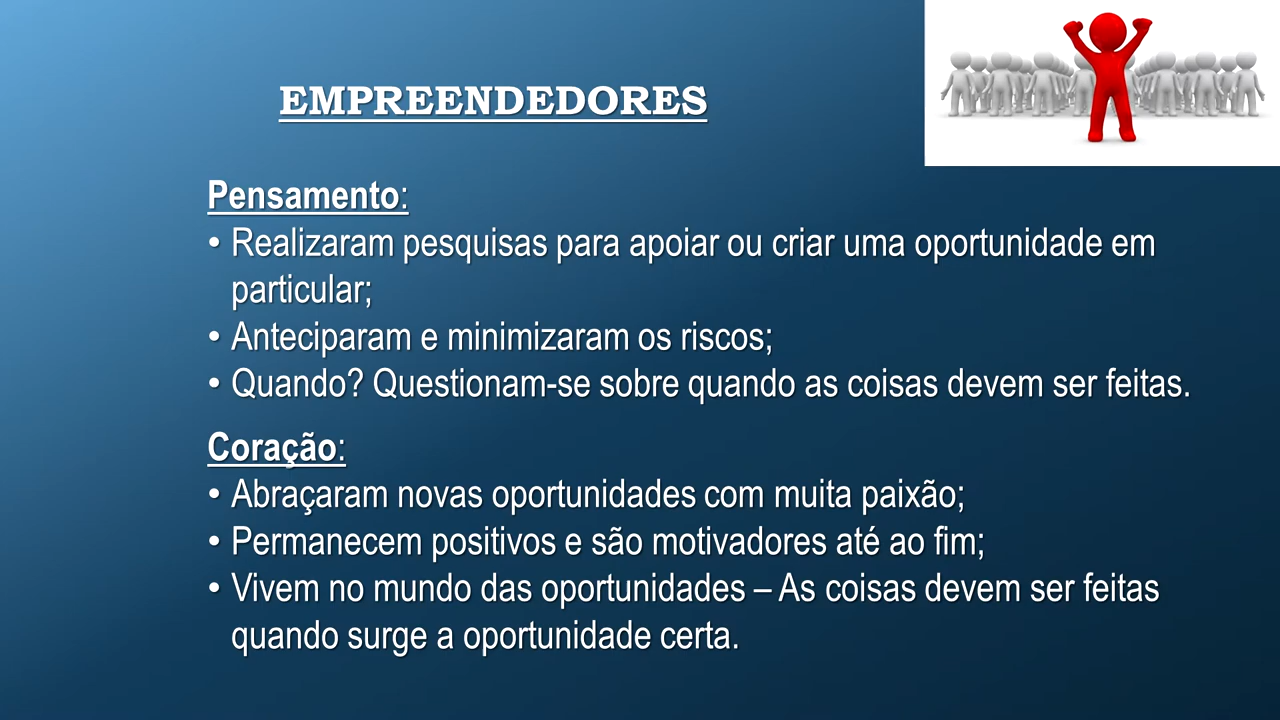 EMPREENDEDORES
Pensamento:
• Realizaram pesquisas para apoiar ou criar uma oportunidade em
particular;
• Anteciparam e minimizaram os riscos;
• Quando? Questionam-se sobre quando as coisas devem ser feitas.
Coração:
• Abraçaram novas oportunidades com muita paixão;
• Permanecem positivos e são motivadores até ao fim;
• Vivem no mundo das oportunidades – As coisas devem ser feitas
quando surge a oportunidade certa.